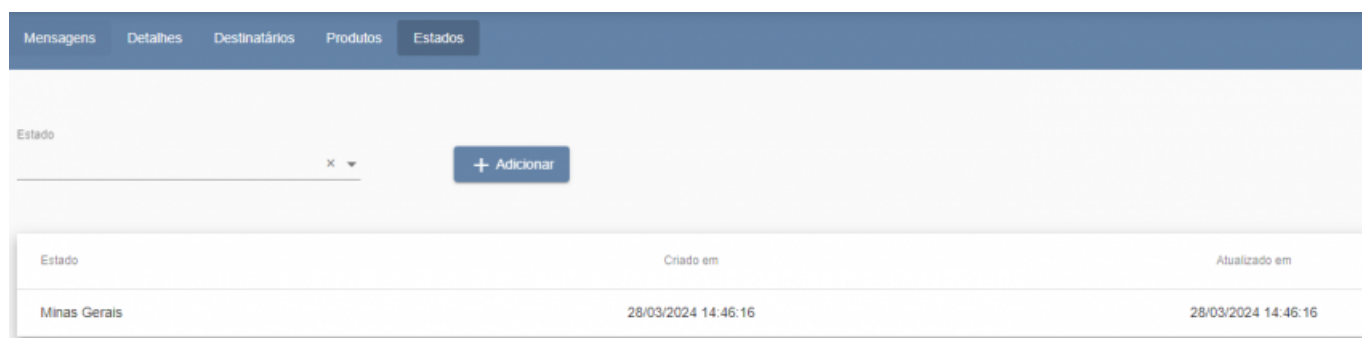 Mensagens Detalhes Destinatários Produtos Estados
Estado
× + Adicionar
Estado Criado em Atualizado em
Minas Gerais 28/03/2024 14:46:16 28/03/2024 14:46:16